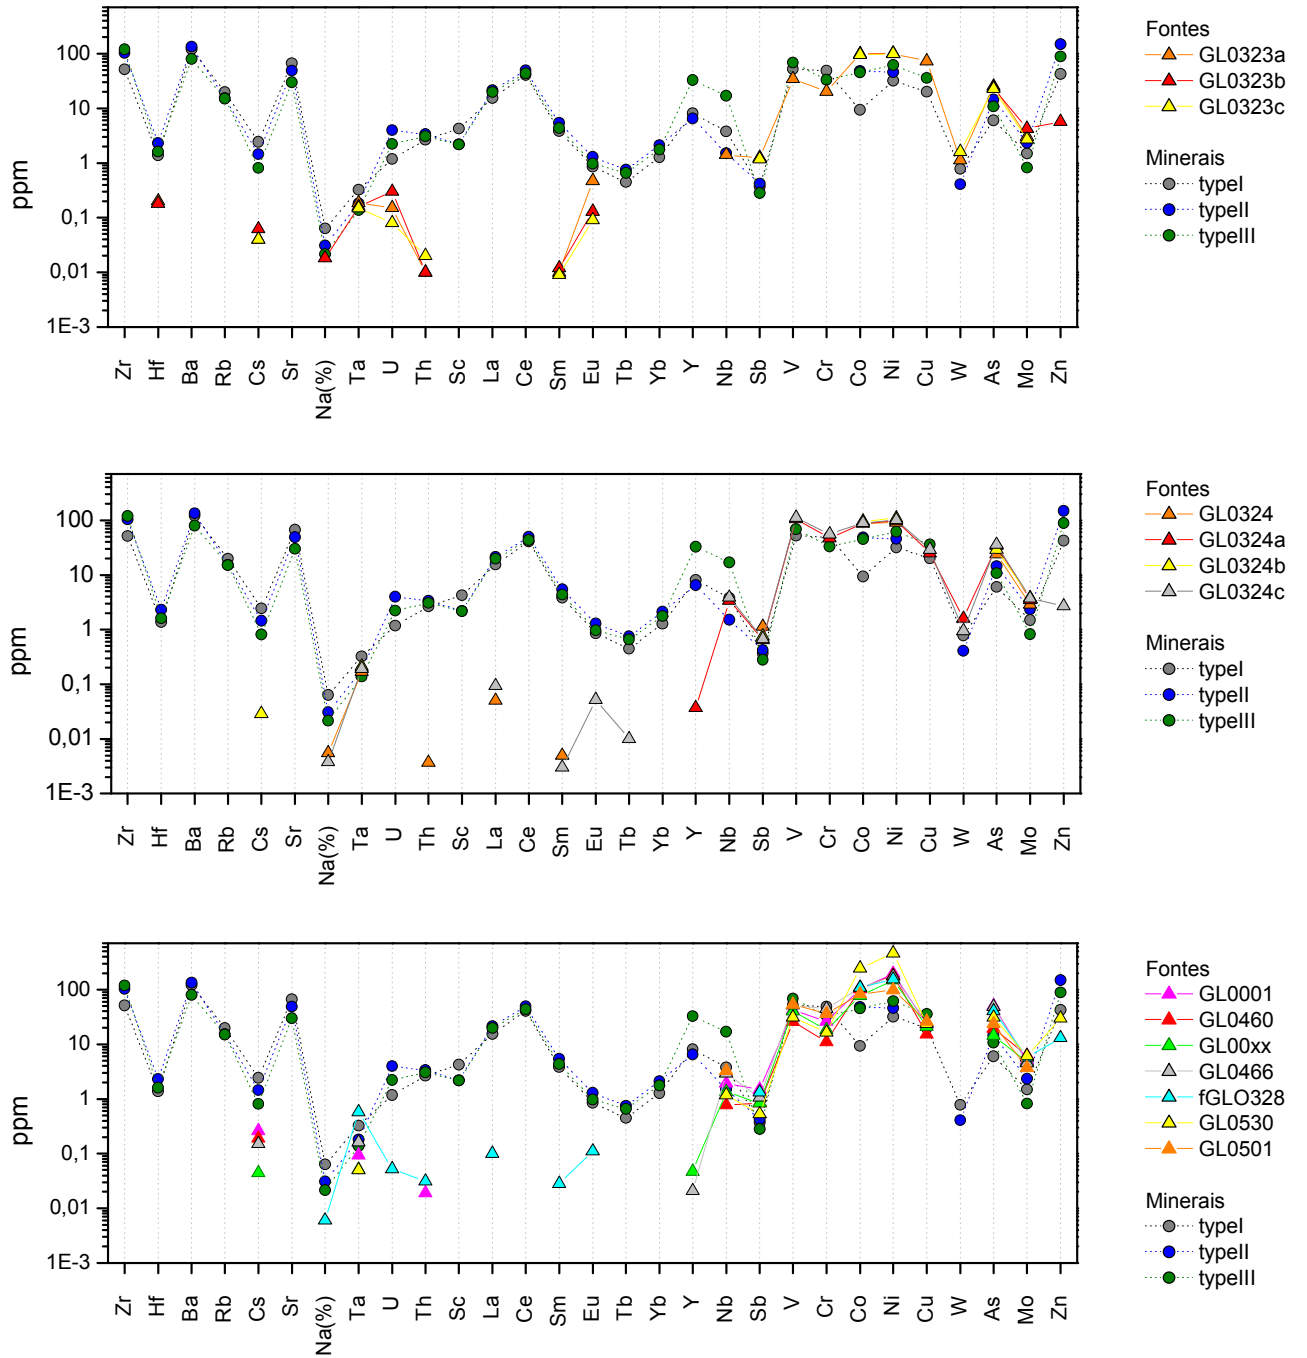 100
10
1
0,1
0,01
1E-3
ppm
Zr Hf Ba Rb Cs Sr Na(%) Ta U Th Sc La Ce Sm Eu Tb Yb Y Nb Sb V Cr Co Ni Cu W As Mo Zn
Fontes
GL0323a
GL0323b
GL0323c
Minerais
typeI
typeII
typeIII
100
10
1
0,1
0,01
1E-3
ppm
Zr Hf Ba Rb Cs Sr Na(%) Ta U Th Sc La Ce Sm Eu Tb Yb Y Nb Sb V Cr Co Ni Cu W As Mo Zn
Fontes
GL0324
GL0324a
GL0324b
GL0324c
Minerais
typeI
typeII
typeIII
100
10
1
0,1
0,01
1E-3
ppm
Zr Hf Ba Rb Cs Sr Na(%) Ta U Th Sc La Ce Sm Eu Tb Yb Y Nb Sb V Cr Co Ni Cu W As Mo Zn
Fontes
GL0001
GL0460
GL00xx
GL0466
fGLO328
GL0530
GL0501
Minerais
typeI
typeII
typeIII